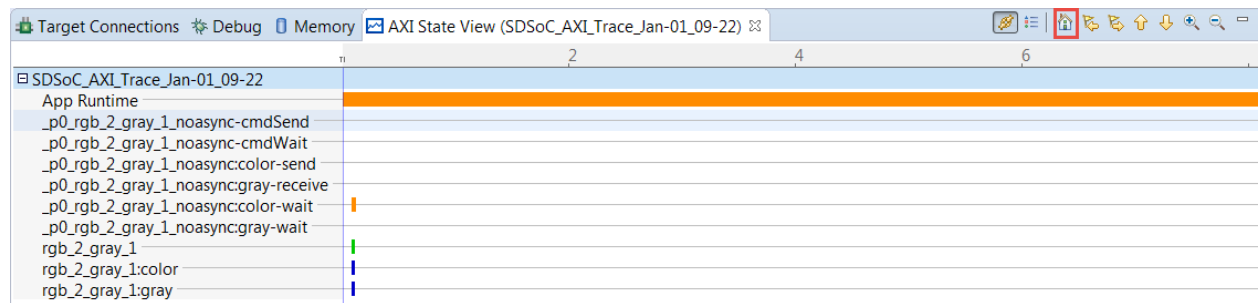 Target Connections Debug Memory AXI State View (SDSoC_AXI_Trace_Jan-01_09-22)
2 4 6
SDSoC_AXI_Trace_Jan-01_09-22
App Runtime
_p0_rgb_2_gray_1_noasync-cmdSend
_p0_rgb_2_gray_1_noasync-cmdWait
_p0_rgb_2_gray_1_noasync:color-send
_p0_rgb_2_gray_1_noasync:gray-receive
_p0_rgb_2_gray_1_noasync:color-wait
_p0_rgb_2_gray_1_noasync:gray-wait
rgb_2_gray_1
rgb_2_gray_1:color
rgb_2_gray_1:gray